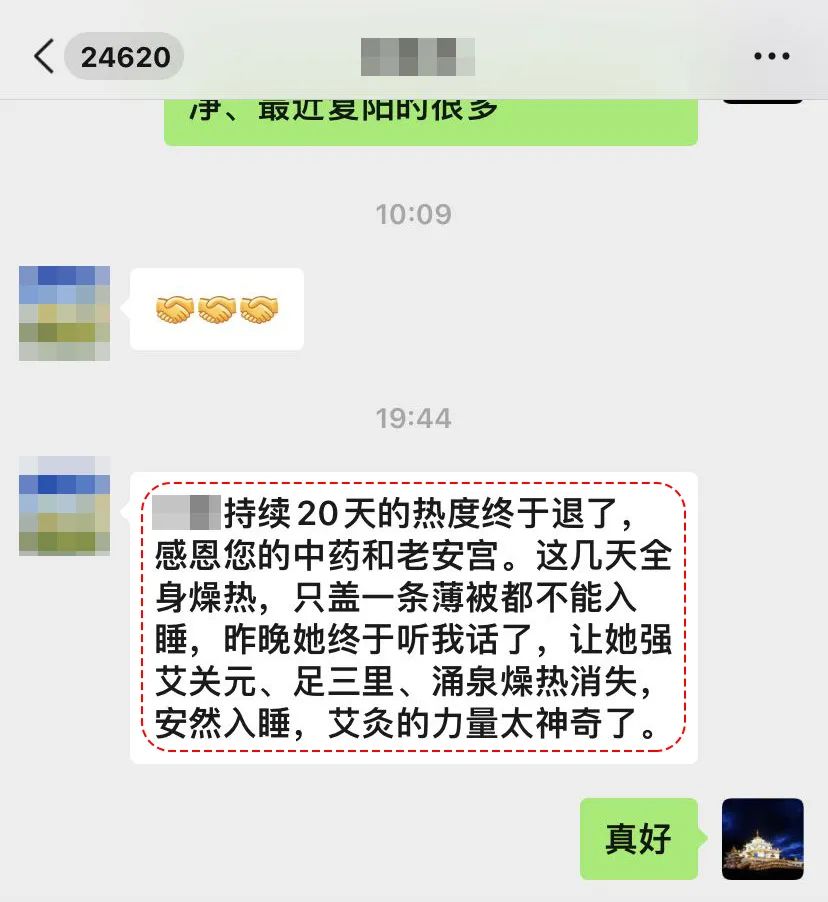 24620
净、最近复阳的很多
10:09
🤝🤝🤝
19:44
持续20天的热度终于退了，
感恩您的中药和老安宫。这几天全
身燥热，只盖一条薄被都不能入
睡，昨晚她终于听我话了，让她强
艾关元、足三里、涌泉燥热消失，
安然入睡，艾灸的力量太神奇了。
真好